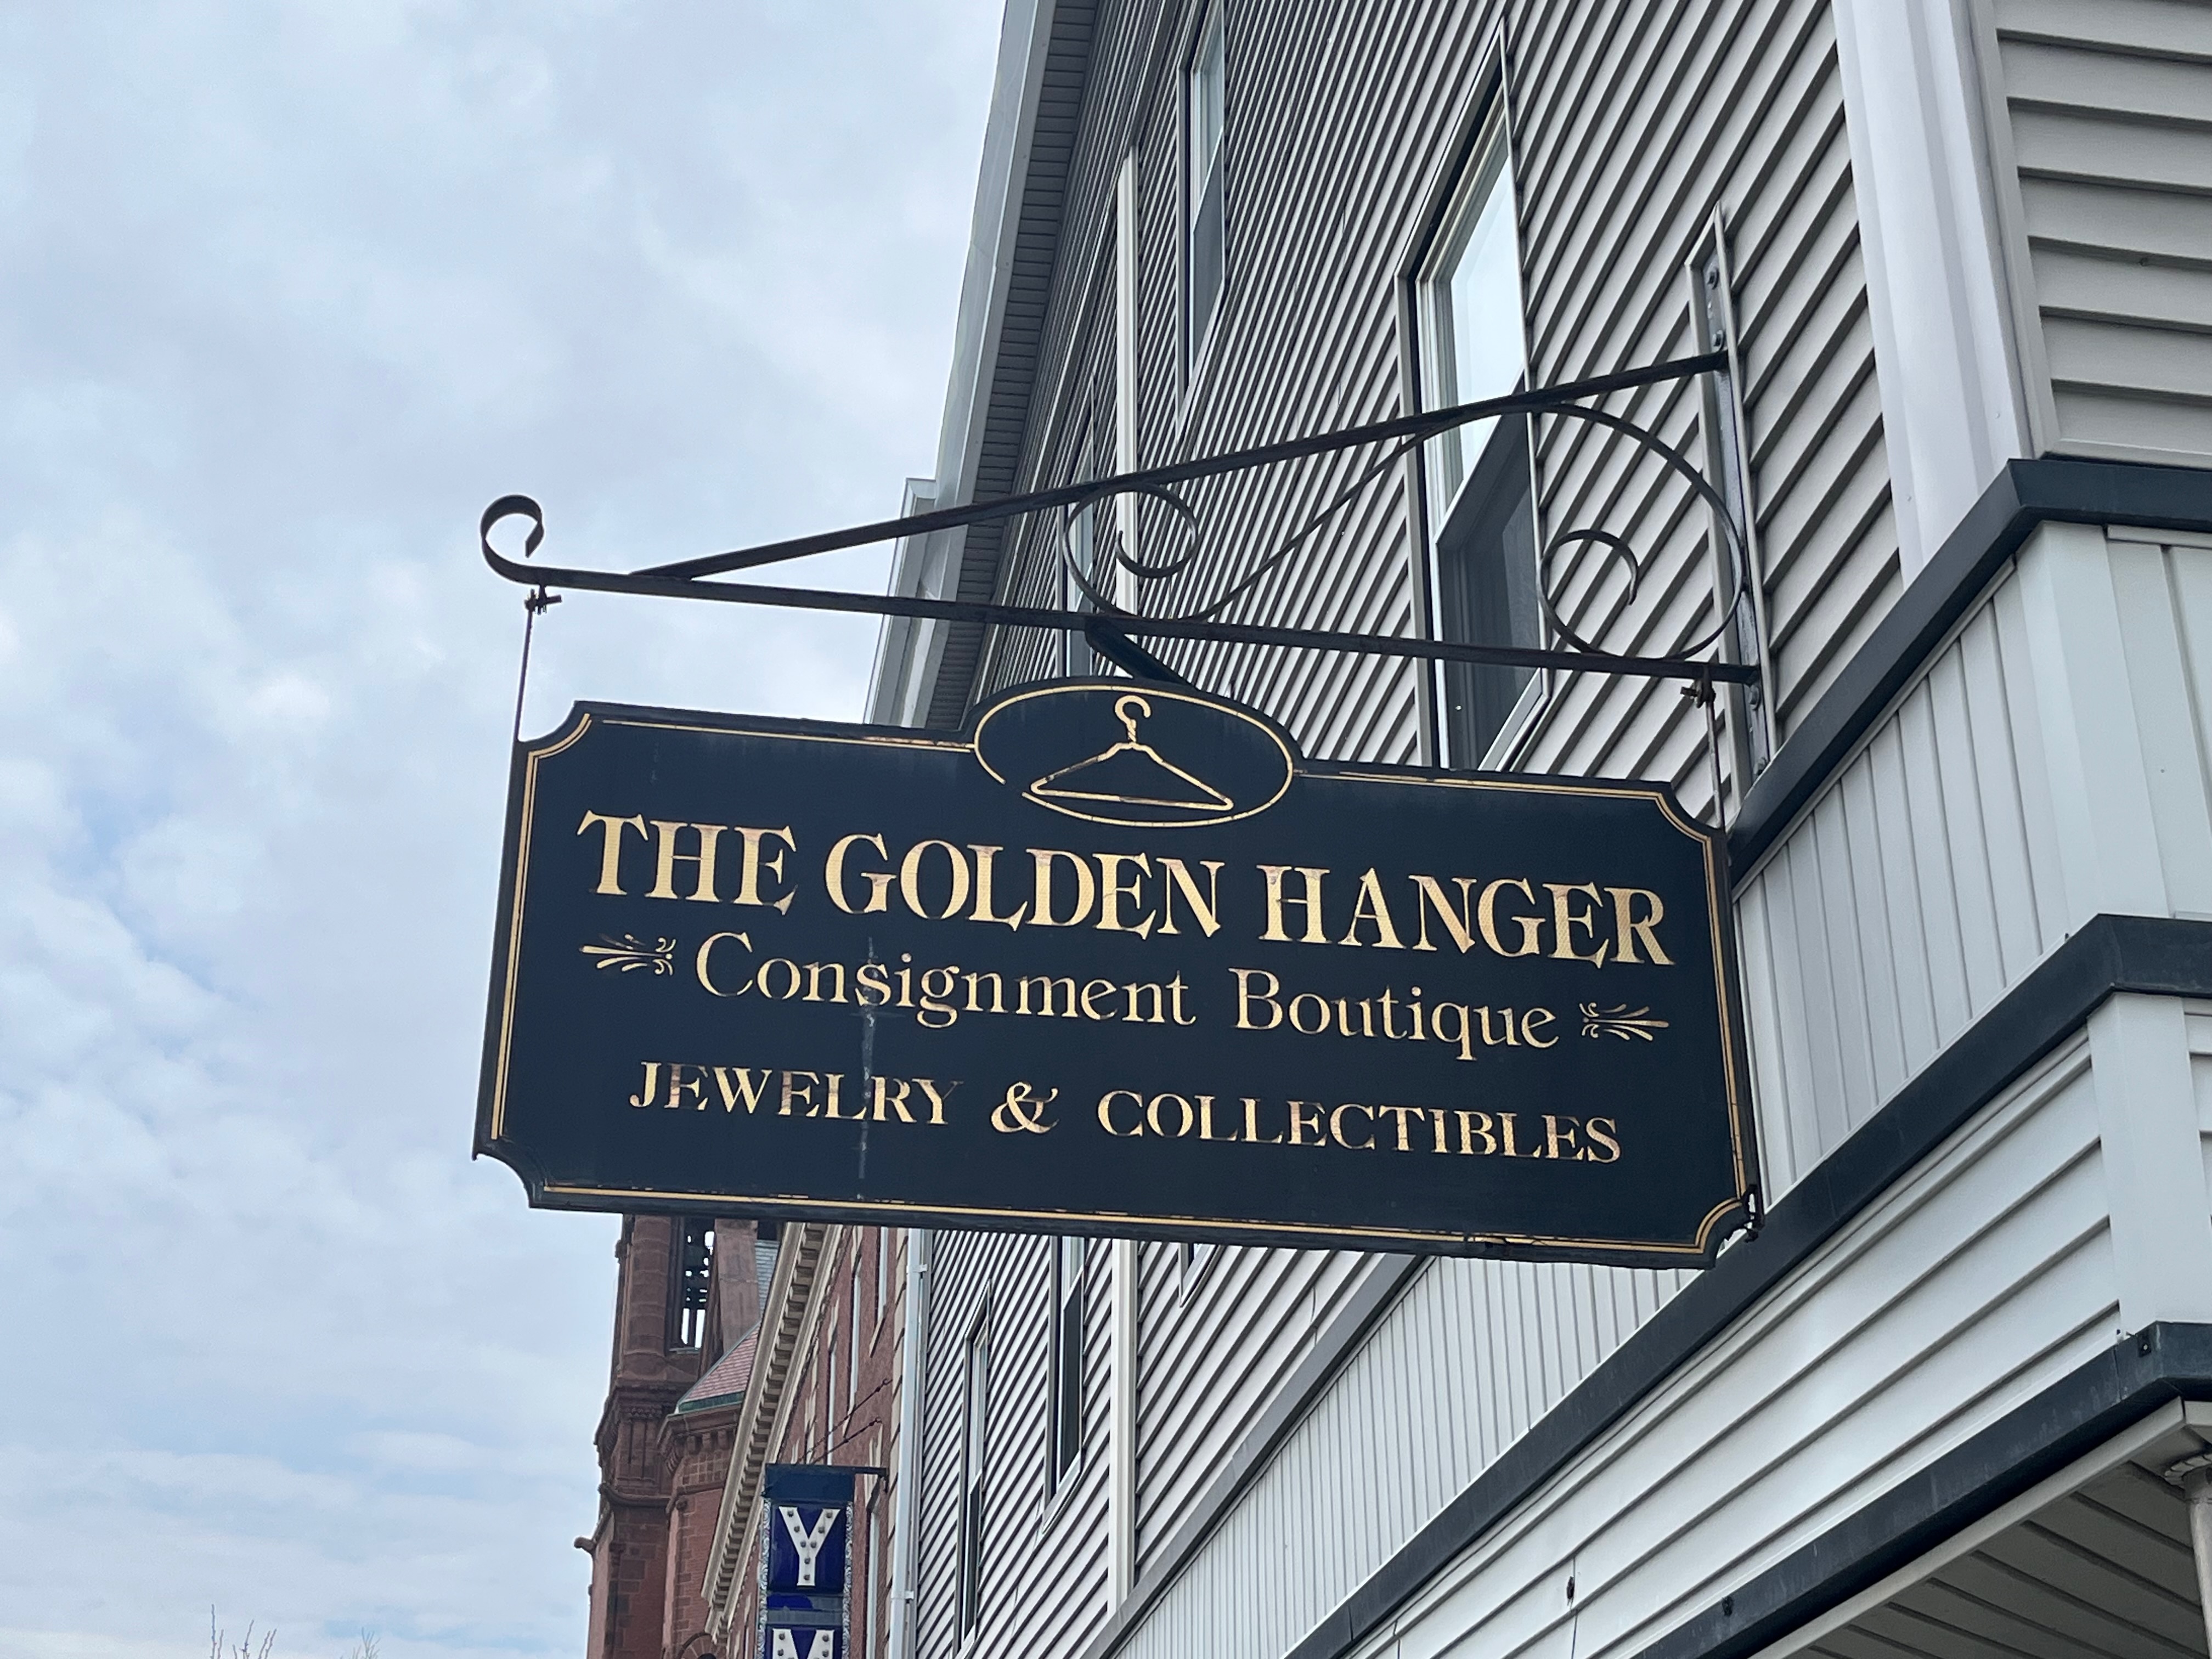 THE GOLDEN HANGER
Consignment Boutique
JEWELRY & COLLECTIBLES
Y
M